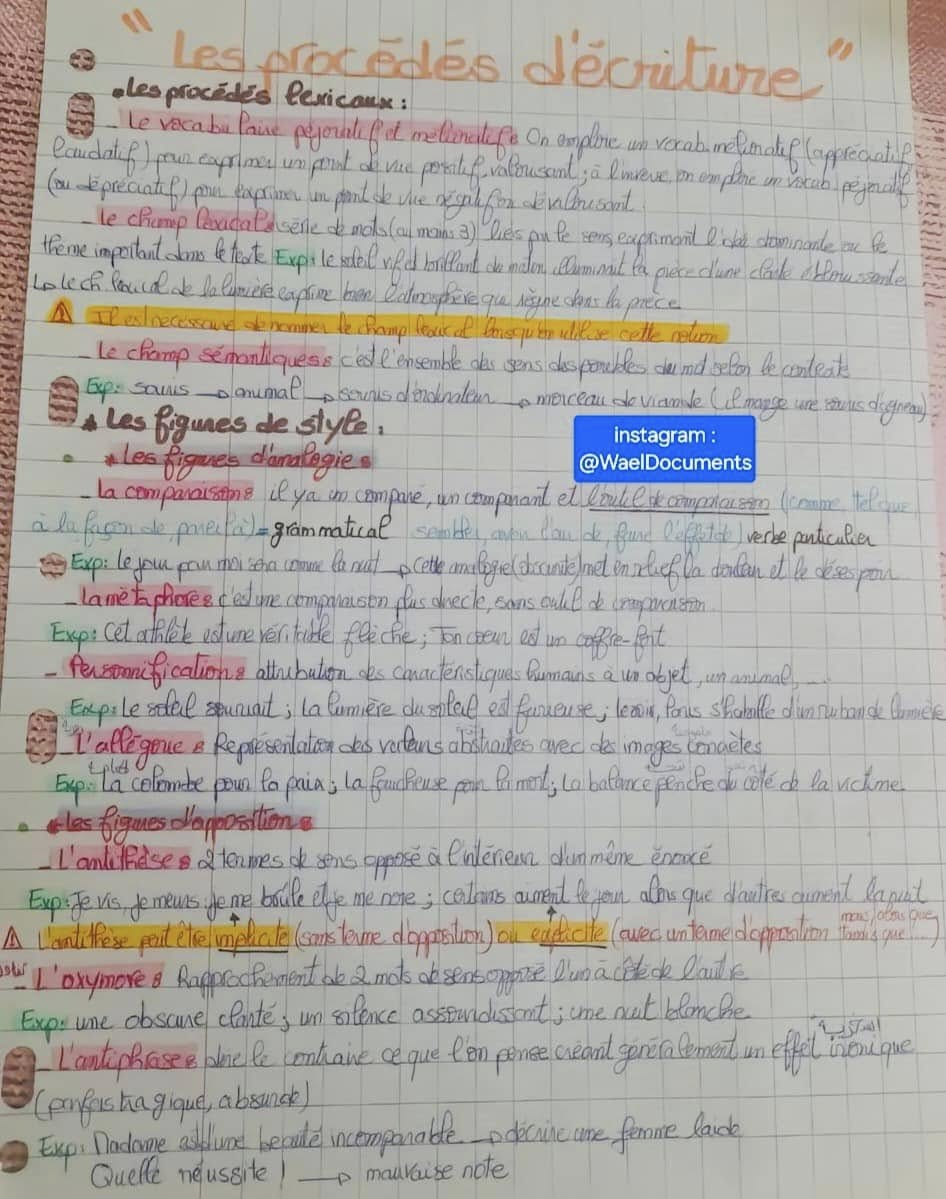 "Les procédés d'écriture"
• Les procédés lexicaux :
_ Le vocabulaire péjoratif et mélioratif : On emploie un vocab. mélioratif (appréciatif
laudatif) pour exprimer un point de vue positif, valorisant ; à l'inverse, on emploie un vocab péjoratif
(ou dépréciatif) pour exprimer un point de vue négatif ou dévalorisant.
_ Le champ lexical : série de mots (au moins 3) liés par le sens, exprimant l'idée dominante ou le
thème important dans le texte Exp : le soleil vif et brillant du matin illuminait la pièce d'une clarté éblouissante
↳ le ch. lexical de la lumière exprime bien l'atmosphère qui règne dans la pièce
⚠ Il est nécessaire de nommer le champ lexical lorsqu'on utilise cette notion
_ Le champ sémantiques : c'est l'ensemble des sens des ponibles du mot selon le contexte
Exp : souris → animal → souris d'ordinateur → morceau de viande (il mange une souris d'agneau)
* Les figures de style :
instagram :
@WaelDocuments
* Les figures d'analogie :
_ La comparaison : il y a un comparé, un comparant et l'outil de comparaison (comme, tel que
à la façon de, pareil à) = grammatical sembler, avoir l'air de, faire l'effet de) verbe particulier
Exp : Le jour pour moi sera comme la nuit → cette analogie (obscurité) met en relief la douleur et le désespoir
_ La métaphore : c'est une comparaison plus directe, sans outil de comparaison
Exp : Cet athlète est une véritable flèche ; Ton cœur est un coffre-fort
- Personnification : attribution des caractéristiques humains à un objet, un animal, ...
Exp : Le soleil souriait ; La lumière du soleil est furieuse ; le soir, Paris s'habille d'un ruban de lumière
_ L'allégorie : Représentation des vertus abstraites avec des images concrètes
Exp : La colombe pour la paix ; la faucheuse pour la mort ; La balance penche du côté de la victime
* Les figures d'apposition :
_ L'antithèse : 2 termes de sens opposé à l'intérieur d'un même énoncé
Exp : Je vis, je meurs : je me brûle et je me noie ; certains aiment le jour alors que d'autres aiment la nuit
⚠ L'antithèse peut être implicite (sans terme d'opposition) ou explicite (avec un terme d'opposition mais, alors que, tandis que ...)
_ L'oxymore : Rapprochement de 2 mots de sens opposé l'un à côté de l'autre
Exp : une obscure clarté ; un silence assourdissant ; une nuit blanche
_ L'antiphrase : dire le contraire ce que l'on pense créant généralement un effet ironique
(parfois tragique, absurde)
Exp : Madame est d'une beauté incomparable → décrire une femme laide
Quelle réussite ! → mauvaise note